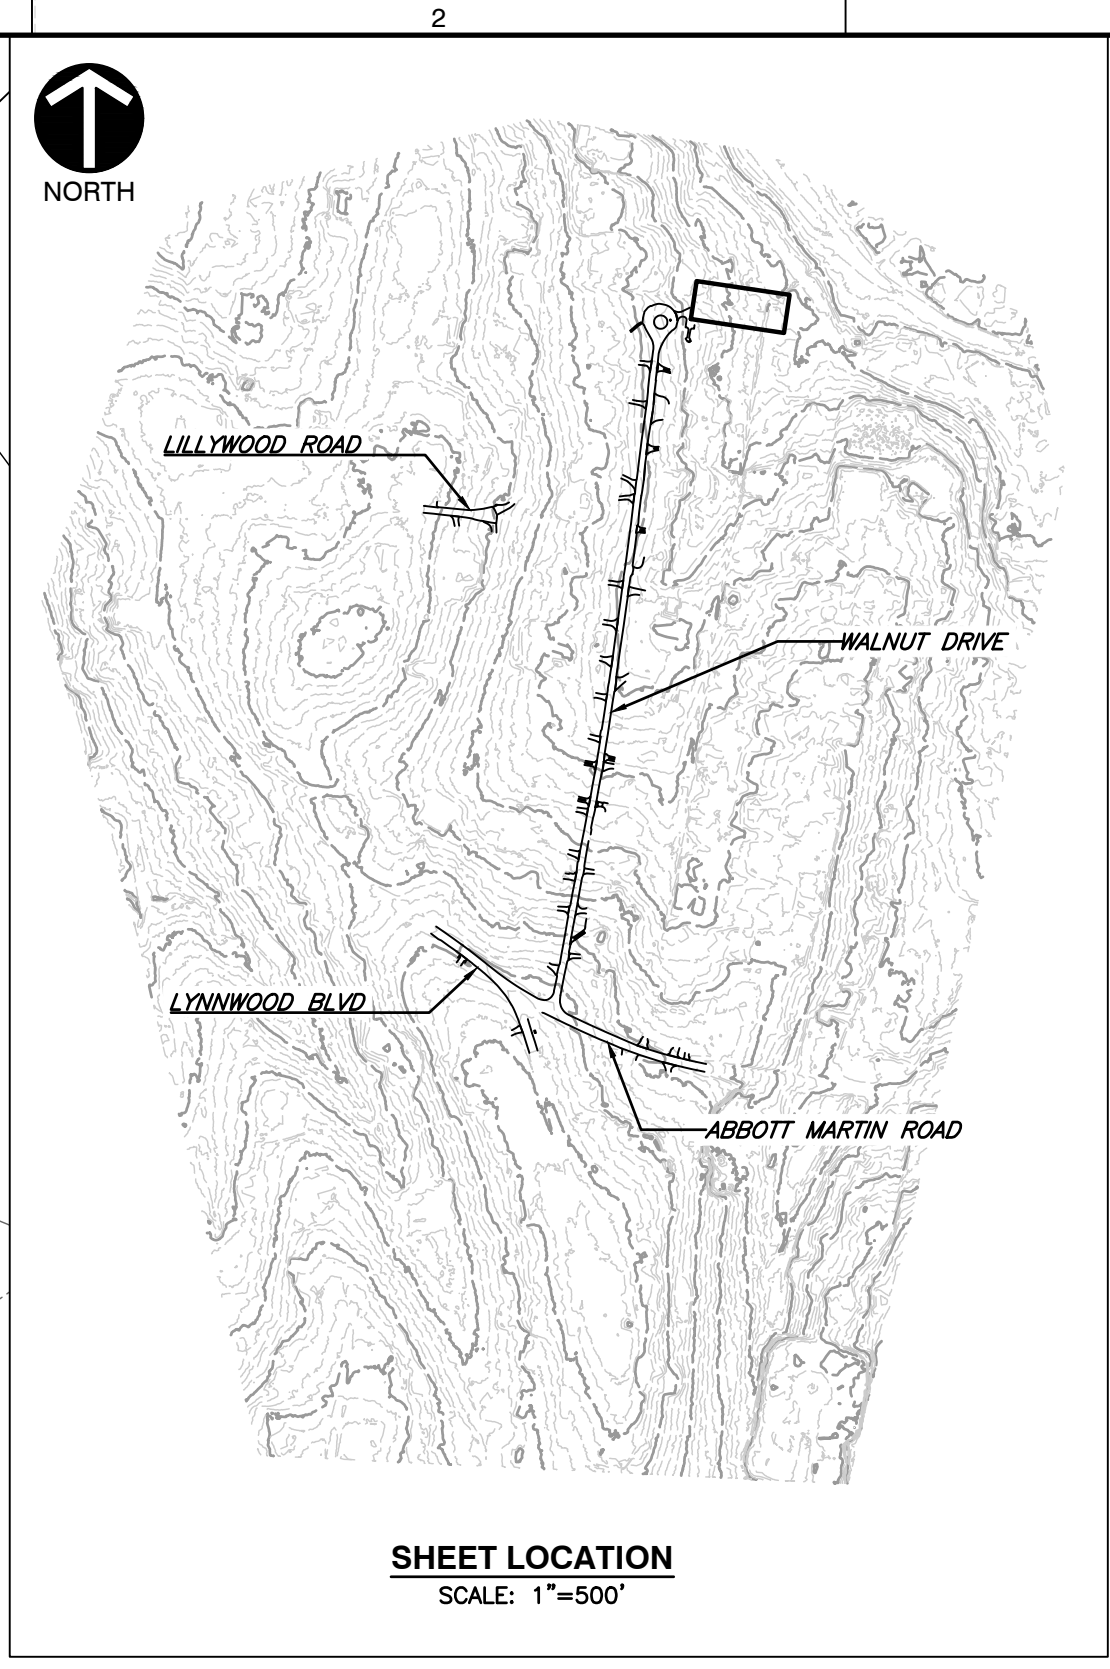 2
NORTH
LILLYWOOD ROAD
WALNUT DRIVE
LYNNWOOD BLVD
ABBOTT MARTIN ROAD
SHEET LOCATION
SCALE: 1"=500'